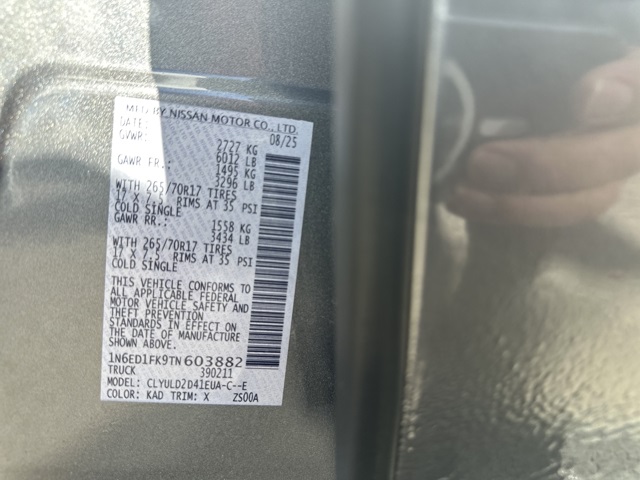 MFD BY NISSAN MOTOR CO., LTD.
DATE: 08/25
GVWR: 2727 KG
6012 LB
GAWR FR.: 1495 KG
3296 LB
WITH 265/70R17 TIRES
17 X 7.5 RIMS AT 35 PSI
COLD SINGLE
GAWR RR.: 1558 KG
3434 LB
WITH 265/70R17 TIRES
17 X 7.5 RIMS AT 35 PSI
COLD SINGLE
THIS VEHICLE CONFORMS TO
ALL APPLICABLE FEDERAL
MOTOR VEHICLE SAFETY AND
THEFT PREVENTION
STANDARDS IN EFFECT ON
THE DATE OF MANUFACTURE
SHOWN ABOVE.
1N6ED1FK9TN603882
TRUCK 390211
MODEL: CLYULD2D41EUA-C--E
COLOR: KAD TRIM: X ZS00A